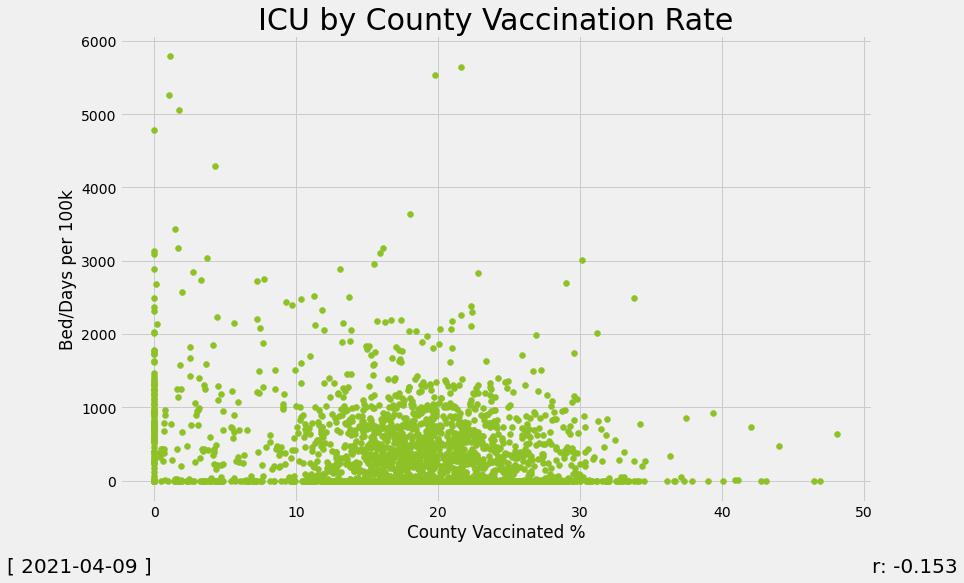 ICU by County Vaccination Rate
6000
5000
4000
3000
2000
1000
0
Bed/Days per 100k
0 10 20 30 40 50
County Vaccinated %
[ 2021-04-09 ]
r: -0.153